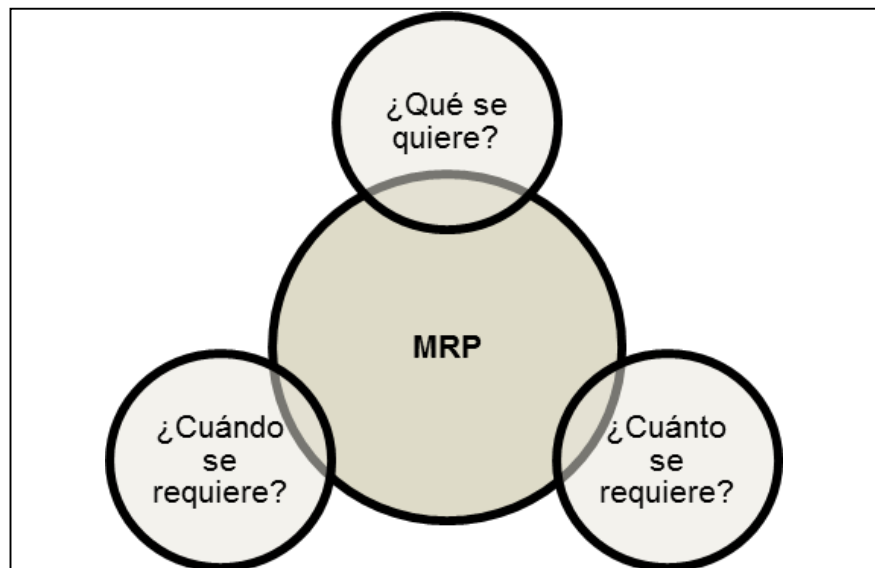 ¿Qué se
quiere?
MRP
¿Cuándo
se
requiere?
¿Cuánto
se
requiere?